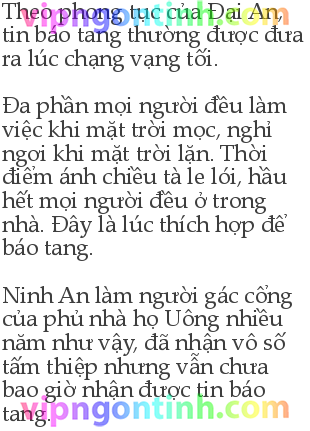 Theo phong tục của Đại An,
tin báo tang thường được đưa
ra lúc chạng vạng tối.
Đa phần mọi người đều làm
việc khi mặt trời mọc, nghỉ
ngơi khi mặt trời lặn. Thời
điểm ánh chiều tà le lói, hầu
hết mọi người đều ở trong
nhà. Đây là lúc thích hợp để
báo tang.
Ninh An làm người gác cổng
của phủ nhà họ Uông nhiều
năm như vậy, đã nhận vô số
tấm thiệp nhưng vẫn chưa
bao giờ nhận được tin báo
tang.
vipngontinh.com
vipngontinh.com